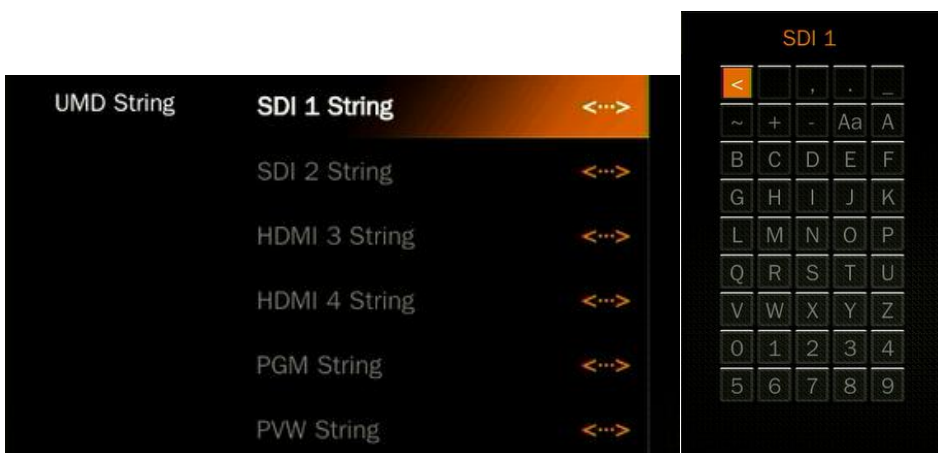 UMD String
SDI 1 String <···>
SDI 2 String <···>
HDMI 3 String <···>
HDMI 4 String <···>
PGM String <···>
PVW String <···>
SDI 1
< , . _
~ + - Aa A
B C D E F
G H I J K
L M N O P
Q R S T U
V W X Y Z
0 1 2 3 4
5 6 7 8 9